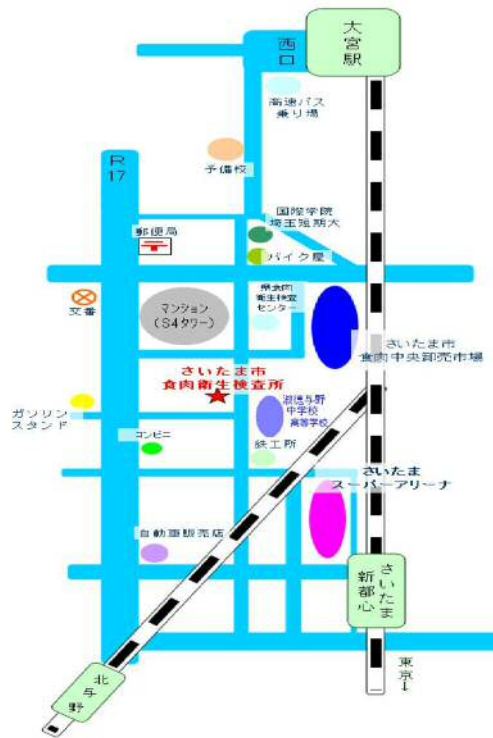 大宮駅
西口
高速バス
乗り場
予備校
R
17
国際学院
埼玉短期大
郵便局
バイク屋
県食肉
衛生検査
センター
交番
マンション
(S4タワー)
さいたま市
食肉中央卸売市場
さいたま市
食肉衛生検査所
淑徳与野
中学校
高等学校
ガソリン
スタンド
コンビニ
鉄工所
さいたま
スーパーアリーナ
自動車販売店
さいたま
新都心
北与野
東京↓